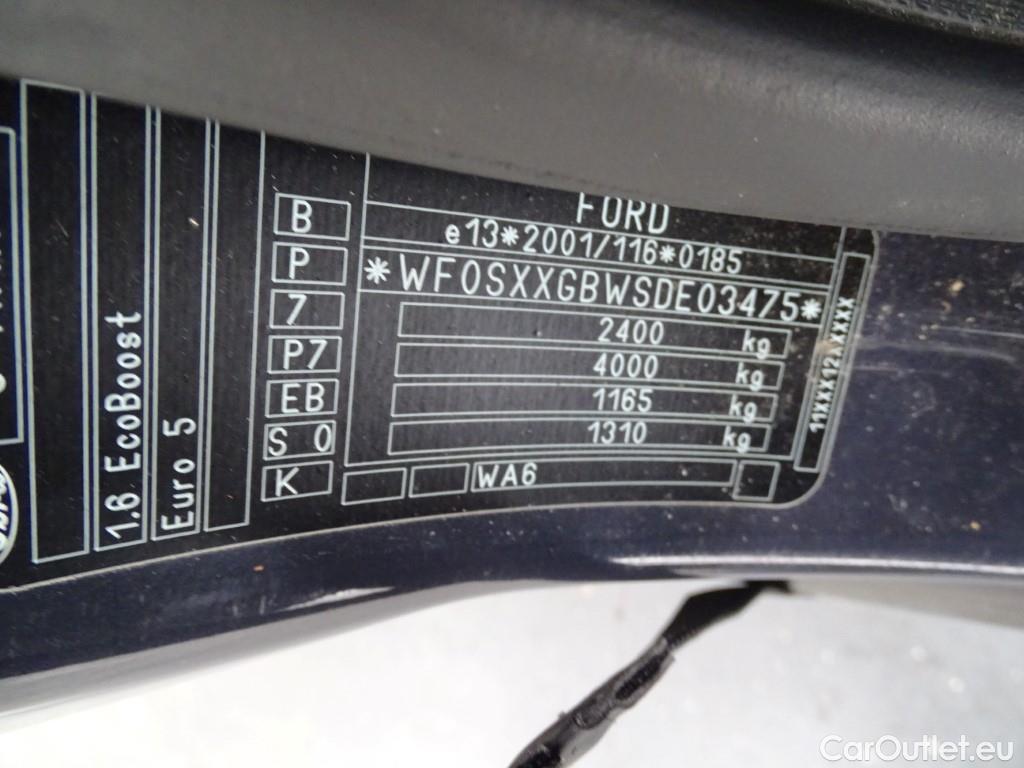 FORD
e13*2001/116*0185
*WF0SXXGBWSDE03475*
2400 kg
4000 kg
1165 kg
1310 kg
WA6
B
P
7
P7
EB
S 0
K
1.6 EcoBoost
Euro 5
CarOutlet.eu